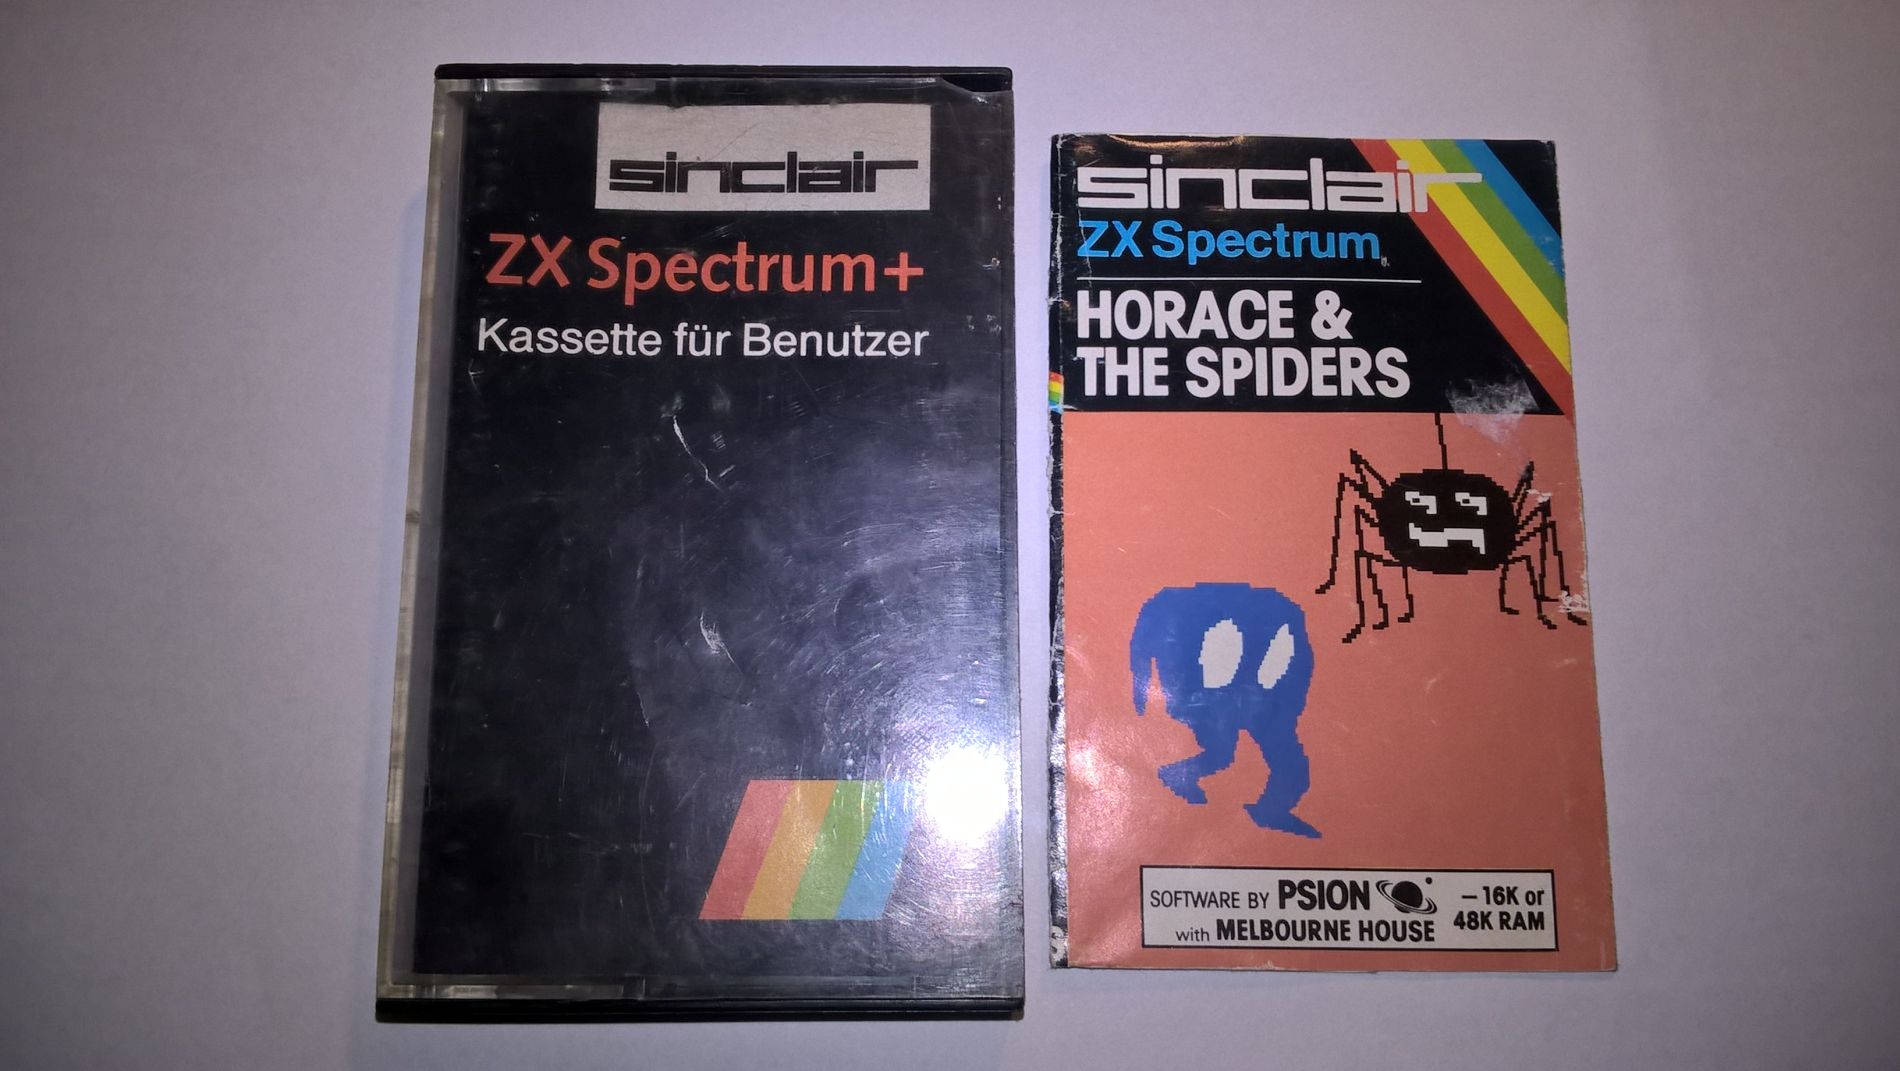 sinclair
ZX Spectrum+
Kassette für Benutzer
sinclair
ZX Spectrum
HORACE &
THE SPIDERS
SOFTWARE BY PSION
with MELBOURNE HOUSE
– 16K or
48K RAM